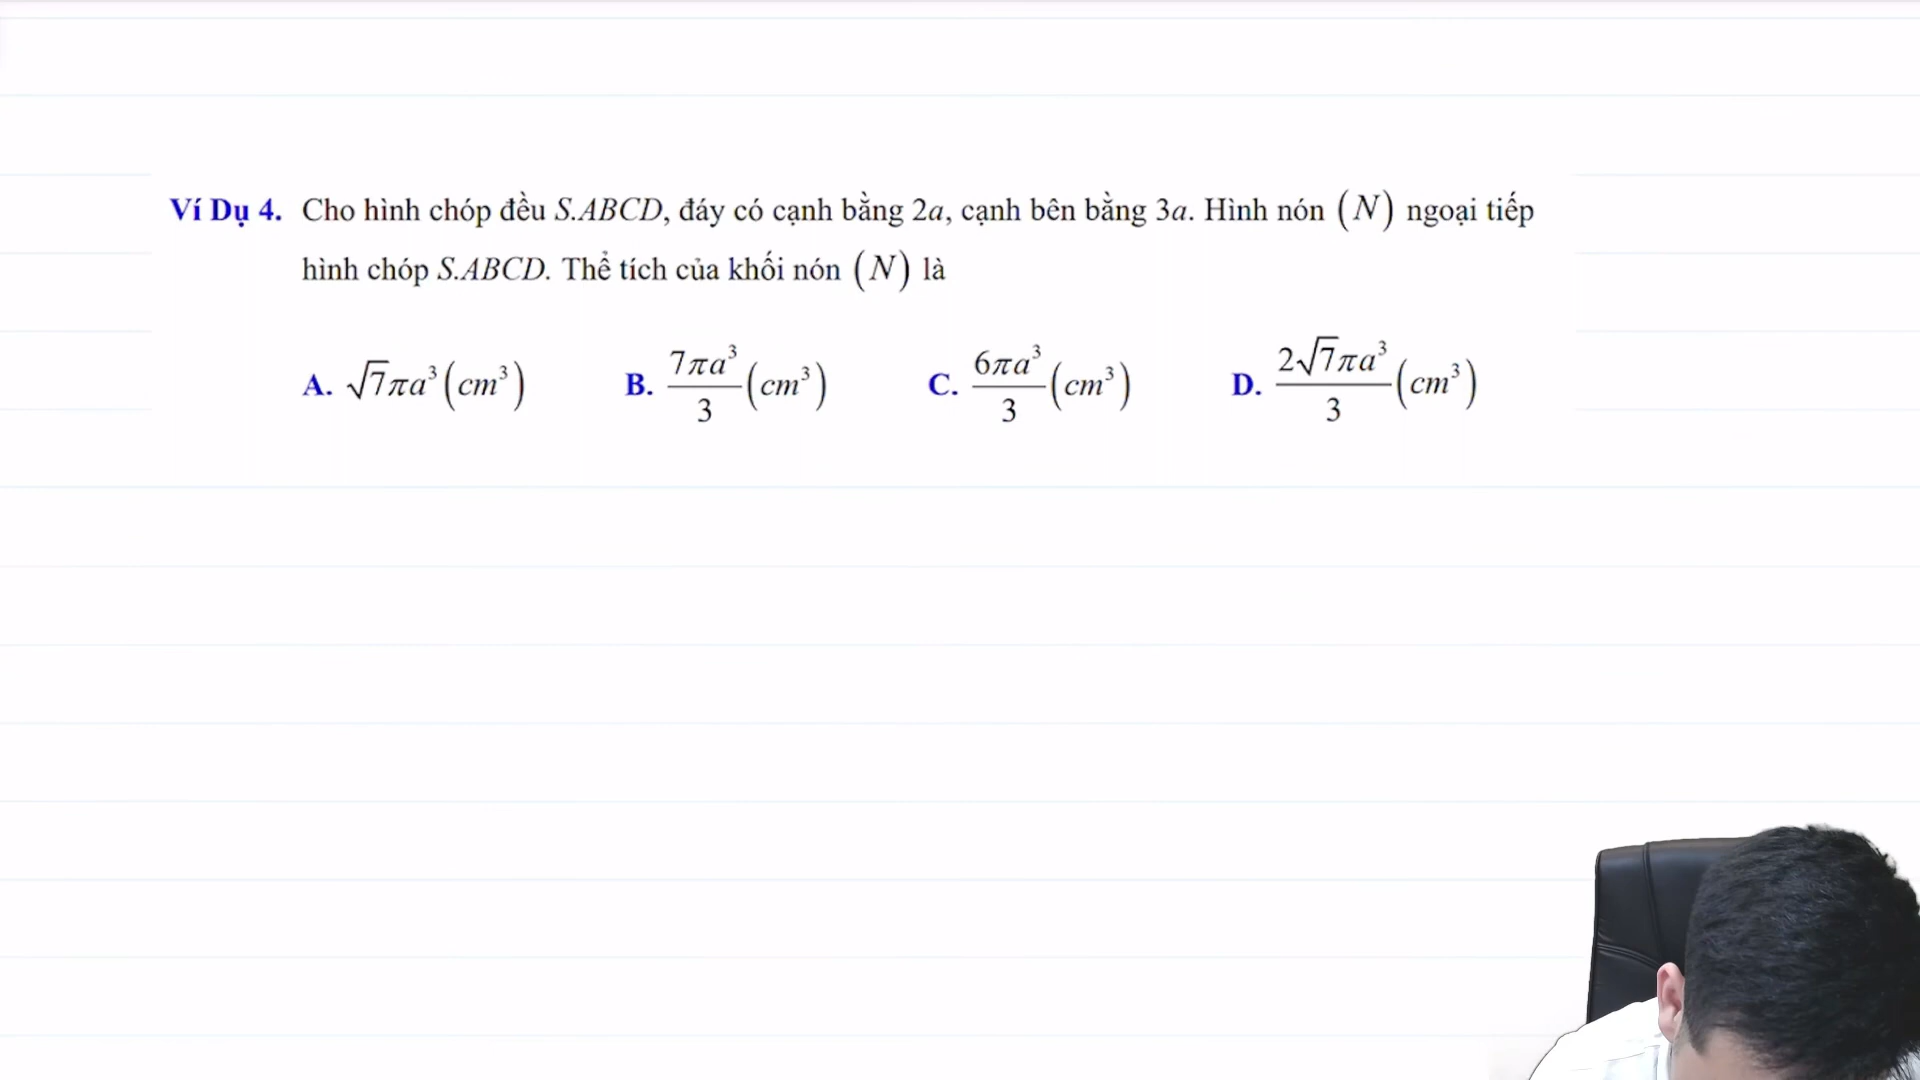 Ví Dụ 4. Cho hình chóp đều S.ABCD, đáy có cạnh bằng 2a, cạnh bên bằng 3a. Hình nón (N) ngoại tiếp
hình chóp S.ABCD. Thể tích của khối nón (N) là
A. √7πa³(cm³) B. 7πa³/3 (cm³) C. 6πa³/3 (cm³) D. 2√7πa³/3 (cm³)